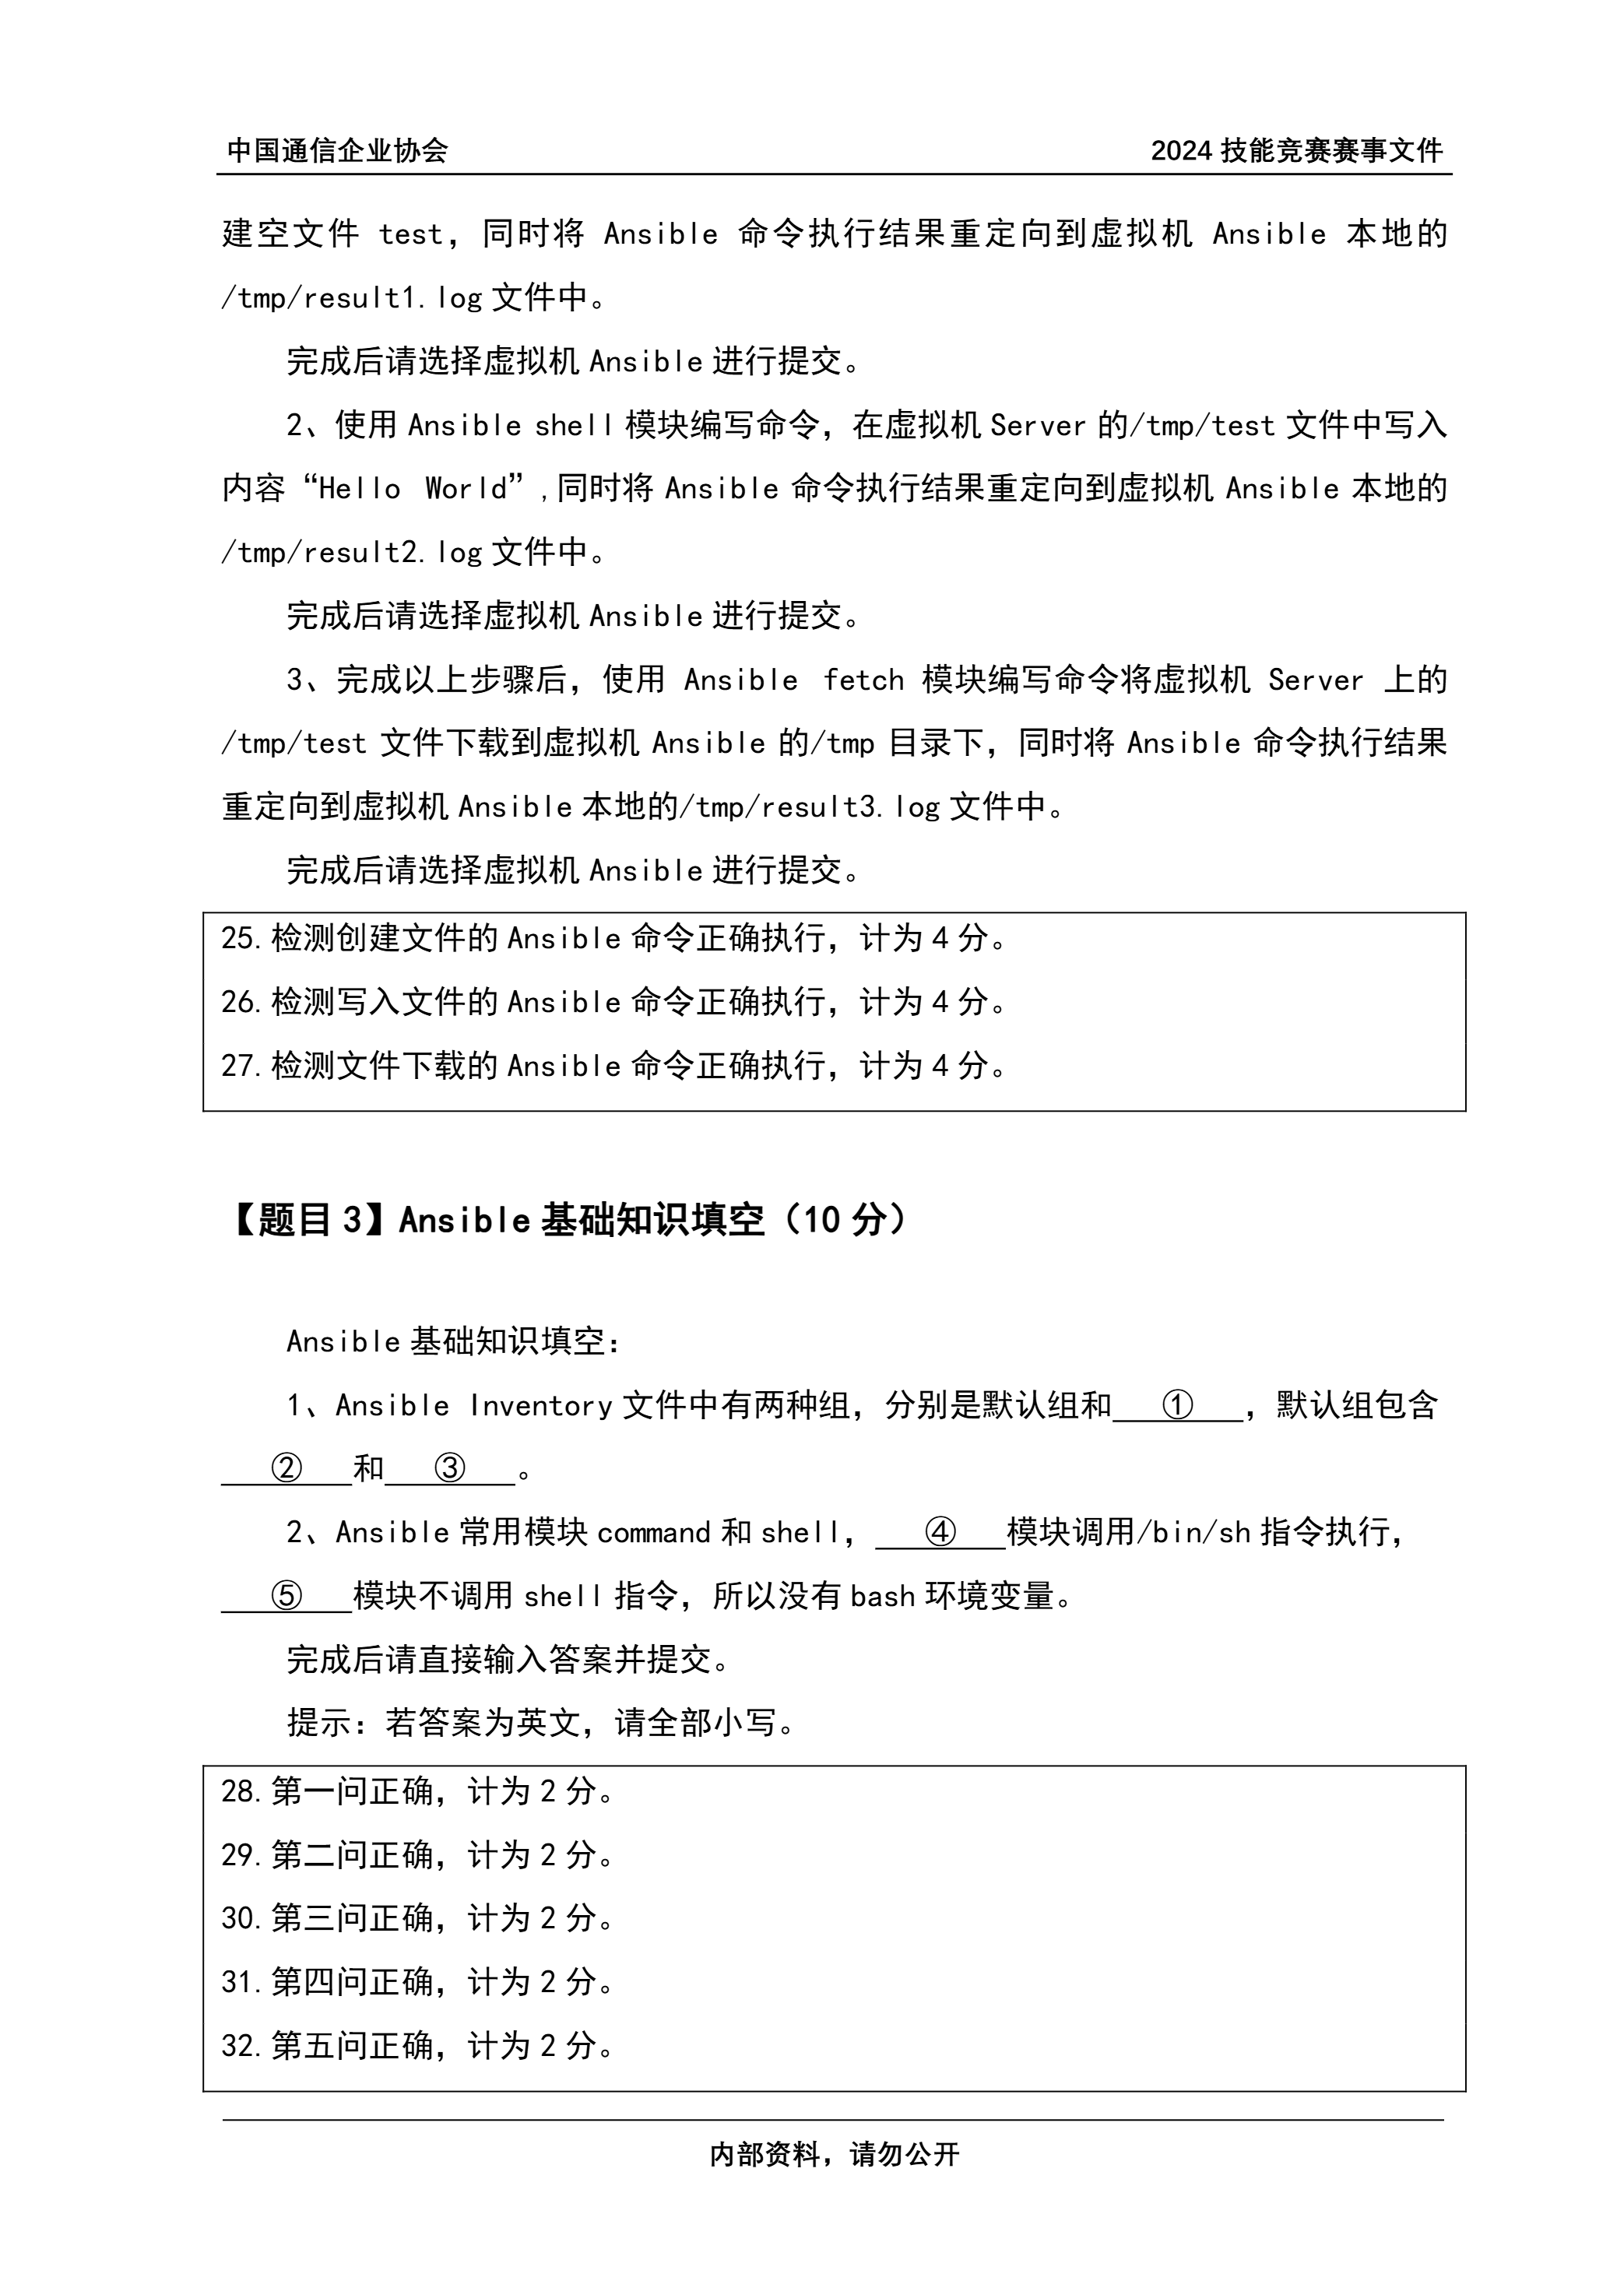 中国通信企业协会 2024 技能竞赛赛事文件
建空文件 test，同时将 Ansible 命令执行结果重定向到虚拟机 Ansible 本地的
/tmp/result1.log 文件中。
完成后请选择虚拟机 Ansible 进行提交。
2、使用 Ansible shell 模块编写命令，在虚拟机 Server 的/tmp/test 文件中写入
内容“Hello World”,同时将 Ansible 命令执行结果重定向到虚拟机 Ansible 本地的
/tmp/result2.log 文件中。
完成后请选择虚拟机 Ansible 进行提交。
3、完成以上步骤后，使用 Ansible fetch 模块编写命令将虚拟机 Server 上的
/tmp/test 文件下载到虚拟机 Ansible 的/tmp 目录下，同时将 Ansible 命令执行结果
重定向到虚拟机 Ansible 本地的/tmp/result3.log 文件中。
完成后请选择虚拟机 Ansible 进行提交。
25.检测创建文件的 Ansible 命令正确执行，计为 4 分。
26.检测写入文件的 Ansible 命令正确执行，计为 4 分。
27.检测文件下载的 Ansible 命令正确执行，计为 4 分。
【题目 3】Ansible 基础知识填空（10 分）
Ansible 基础知识填空：
1、Ansible Inventory 文件中有两种组，分别是默认组和___①___，默认组包含
___②___和___③___。
2、Ansible 常用模块 command 和 shell，___④___模块调用/bin/sh 指令执行，
___⑤___模块不调用 shell 指令，所以没有 bash 环境变量。
完成后请直接输入答案并提交。
提示：若答案为英文，请全部小写。
28.第一问正确，计为 2 分。
29.第二问正确，计为 2 分。
30.第三问正确，计为 2 分。
31.第四问正确，计为 2 分。
32.第五问正确，计为 2 分。
内部资料，请勿公开